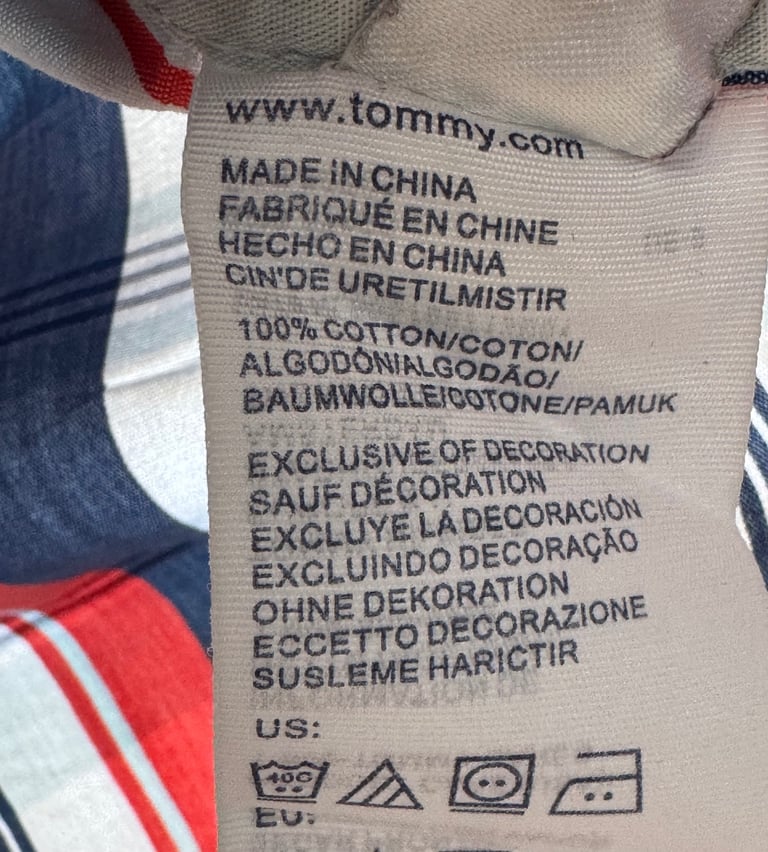 www.tommy.com
MADE IN CHINA
FABRIQUÉ EN CHINE
HECHO EN CHINA
CIN'DE URETILMISTIR
100% COTTON/COTON/
ALGODÓN/ALGODÃO/
BAUMWOLLE/COTONE/PAMUK
EXCLUSIVE OF DECORATION
SAUF DÉCORATION
EXCLUYE LA DECORACIÓN
EXCLUINDO DECORAÇÃO
OHNE DEKORATION
ECCETTO DECORAZIONE
SUSLEME HARICTIR
US:
40C
EU: